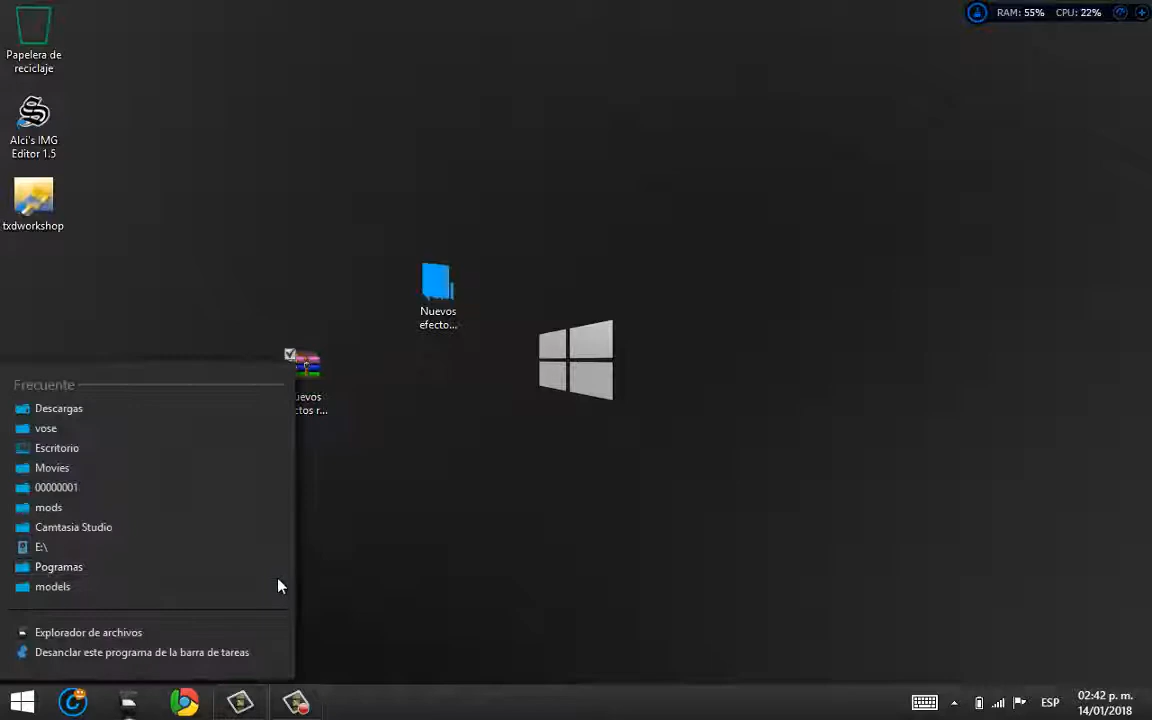 RAM: 55% CPU: 22%
Papelera de
reciclaje
Alci's IMG
Editor 1.5
txdworkshop
Nuevos
efecto...
uevos
ctos r...
Frecuente
Descargas
vose
Escritorio
Movies
00000001
mods
Camtasia Studio
E:\
Pogramas
models
Explorador de archivos
Desanclar este programa de la barra de tareas
ESP
02:42 p. m.
14/01/2018